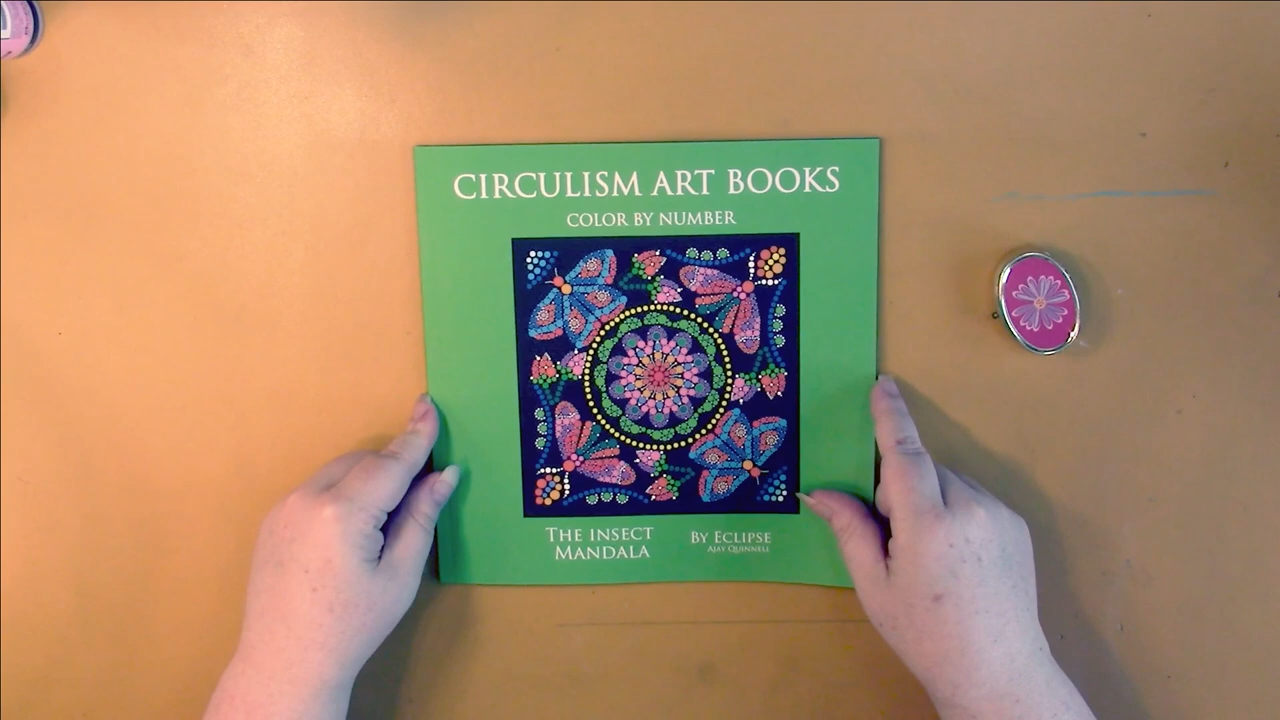 CIRCULISM ART BOOKS
COLOR BY NUMBER
THE INSECT
MANDALA
BY ECLIPSE
AJAY QUINNELL